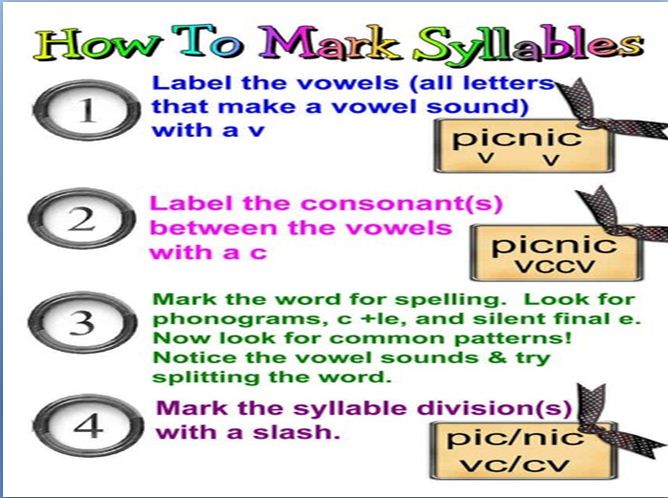 How To Mark Syllables
1
Label the vowels (all letters
that make a vowel sound)
with a v
picnic
v v
2
Label the consonant(s)
between the vowels
with a c
picnic
vccv
3
Mark the word for spelling. Look for
phonograms, c +le, and silent final e.
Now look for common patterns!
Notice the vowel sounds & try
splitting the word.
4
Mark the syllable division(s)
with a slash.
pic/nic
vc/cv